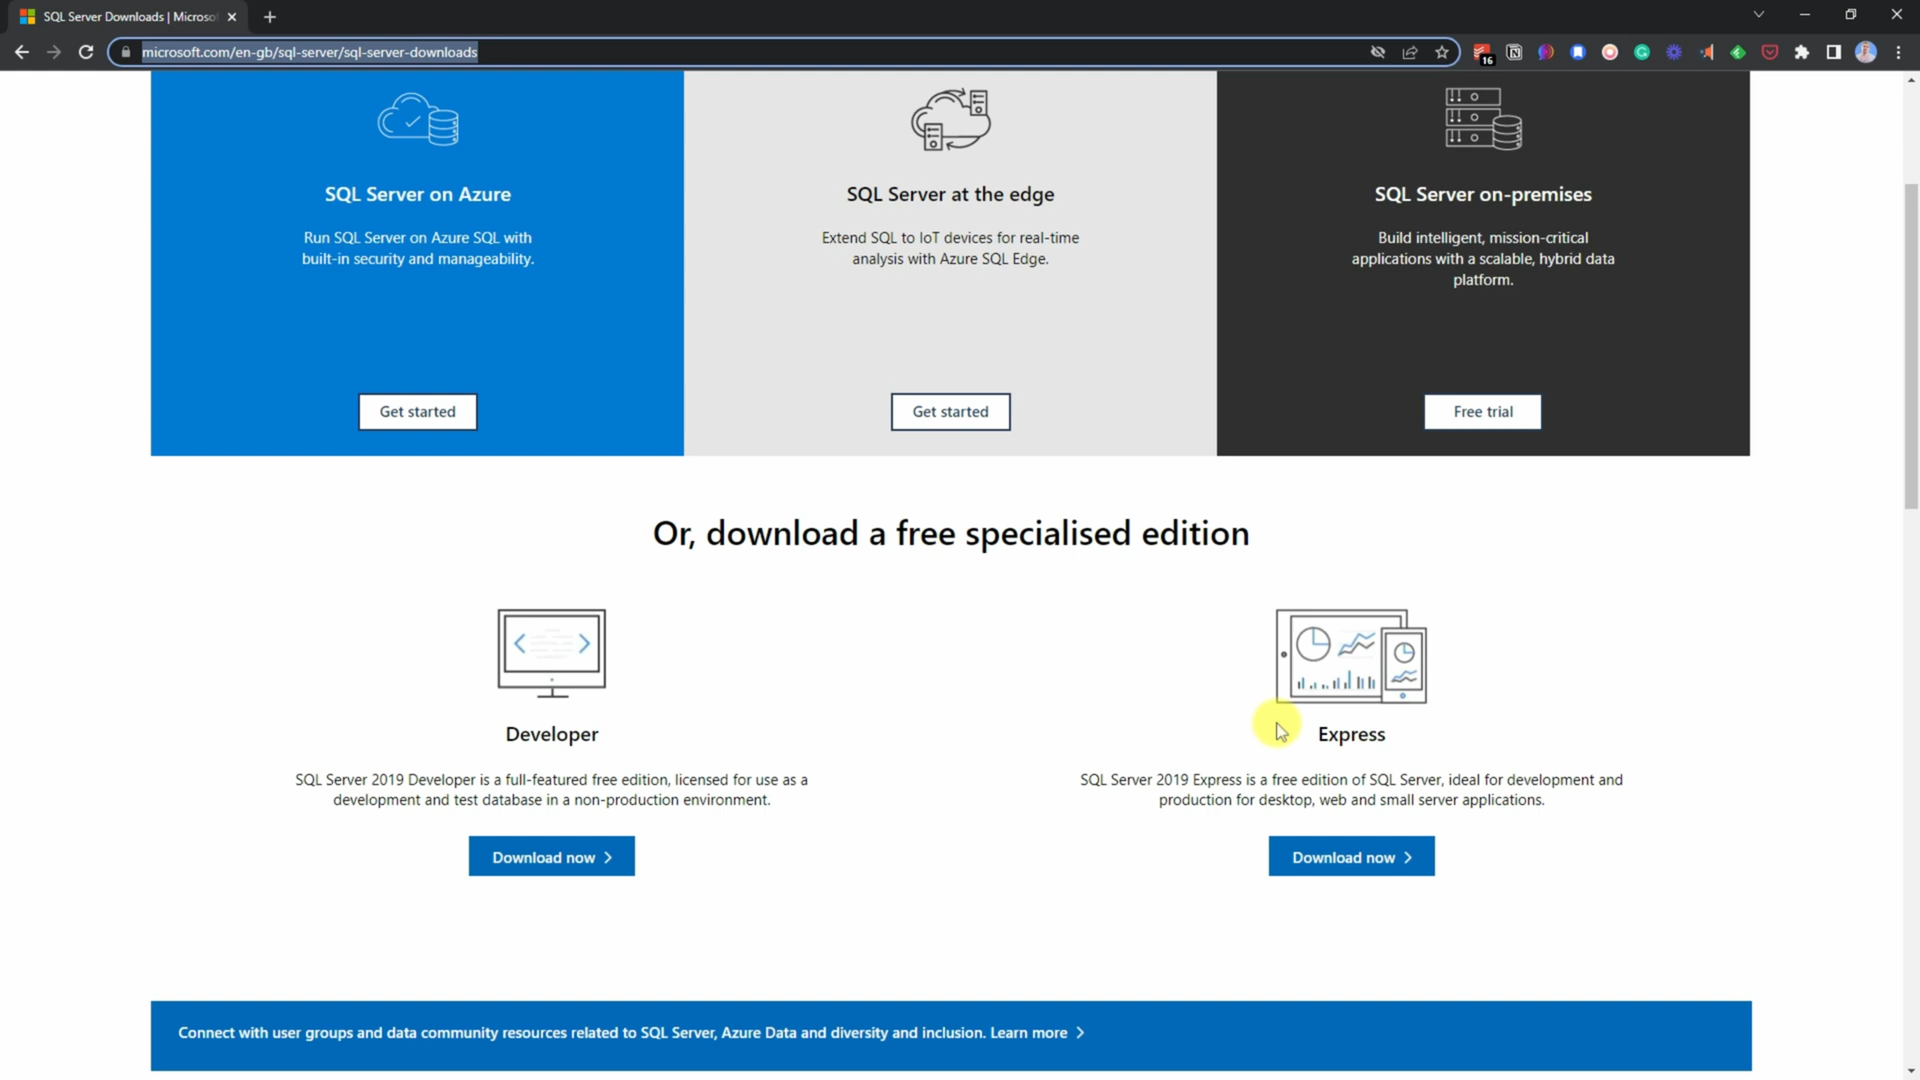 SQL Server Downloads | Microso
microsoft.com/en-gb/sql-server/sql-server-downloads
16
SQL Server on Azure
Run SQL Server on Azure SQL with
built-in security and manageability.
Get started
SQL Server at the edge
Extend SQL to IoT devices for real-time
analysis with Azure SQL Edge.
Get started
SQL Server on-premises
Build intelligent, mission-critical
applications with a scalable, hybrid data
platform.
Free trial
Or, download a free specialised edition
Developer
SQL Server 2019 Developer is a full-featured free edition, licensed for use as a
development and test database in a non-production environment.
Download now
Express
SQL Server 2019 Express is a free edition of SQL Server, ideal for development and
production for desktop, web and small server applications.
Download now
Connect with user groups and data community resources related to SQL Server, Azure Data and diversity and inclusion. Learn more